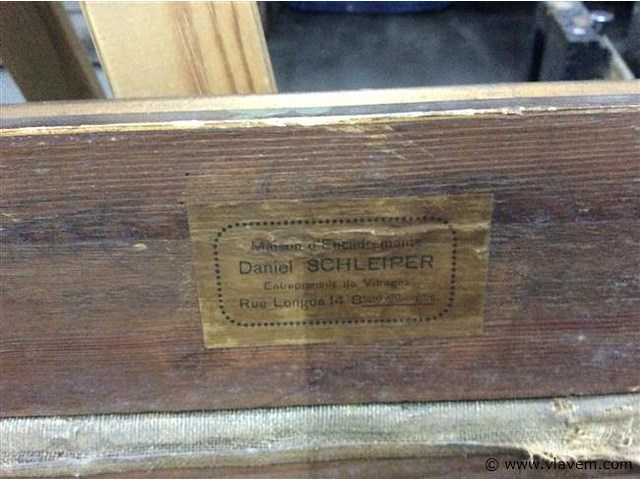 Maison d'Encadrements
Daniel SCHLEIPER
Entrepreneur de Vitrages
Rue Longue 14
© www.vlavem.com